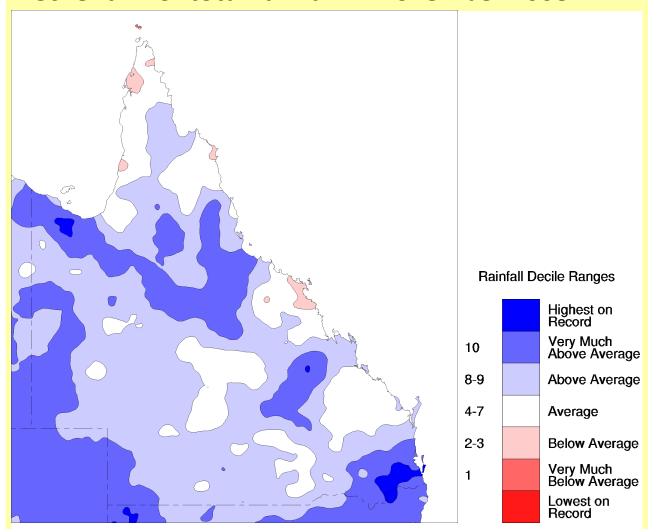 Rainfall Decile Ranges
Highest on
Record
10
Very Much
Above Average
8-9
Above Average
4-7
Average
2-3
Below Average
1
Very Much
Below Average
Lowest on
Record